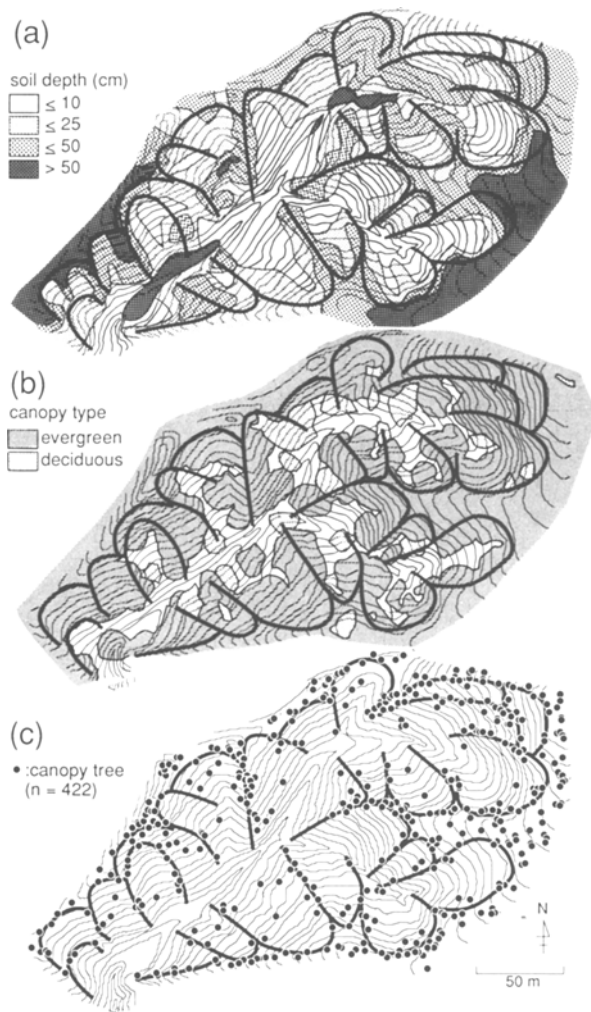 (a)
soil depth (cm)
≤ 10
≤ 25
≤ 50
> 50
(b)
canopy type
evergreen
deciduous
(c)
• :canopy tree
(n = 422)
N
50 m